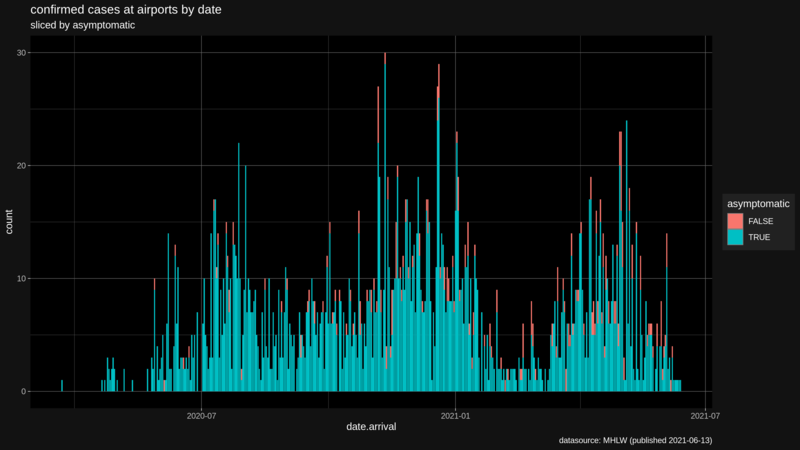 confirmed cases at airports by date
sliced by asymptomatic
30
20
10
0
count
2020-07
2021-01
2021-07
date.arrival
asymptomatic
FALSE
TRUE
datasource: MHLW (published 2021-06-13)